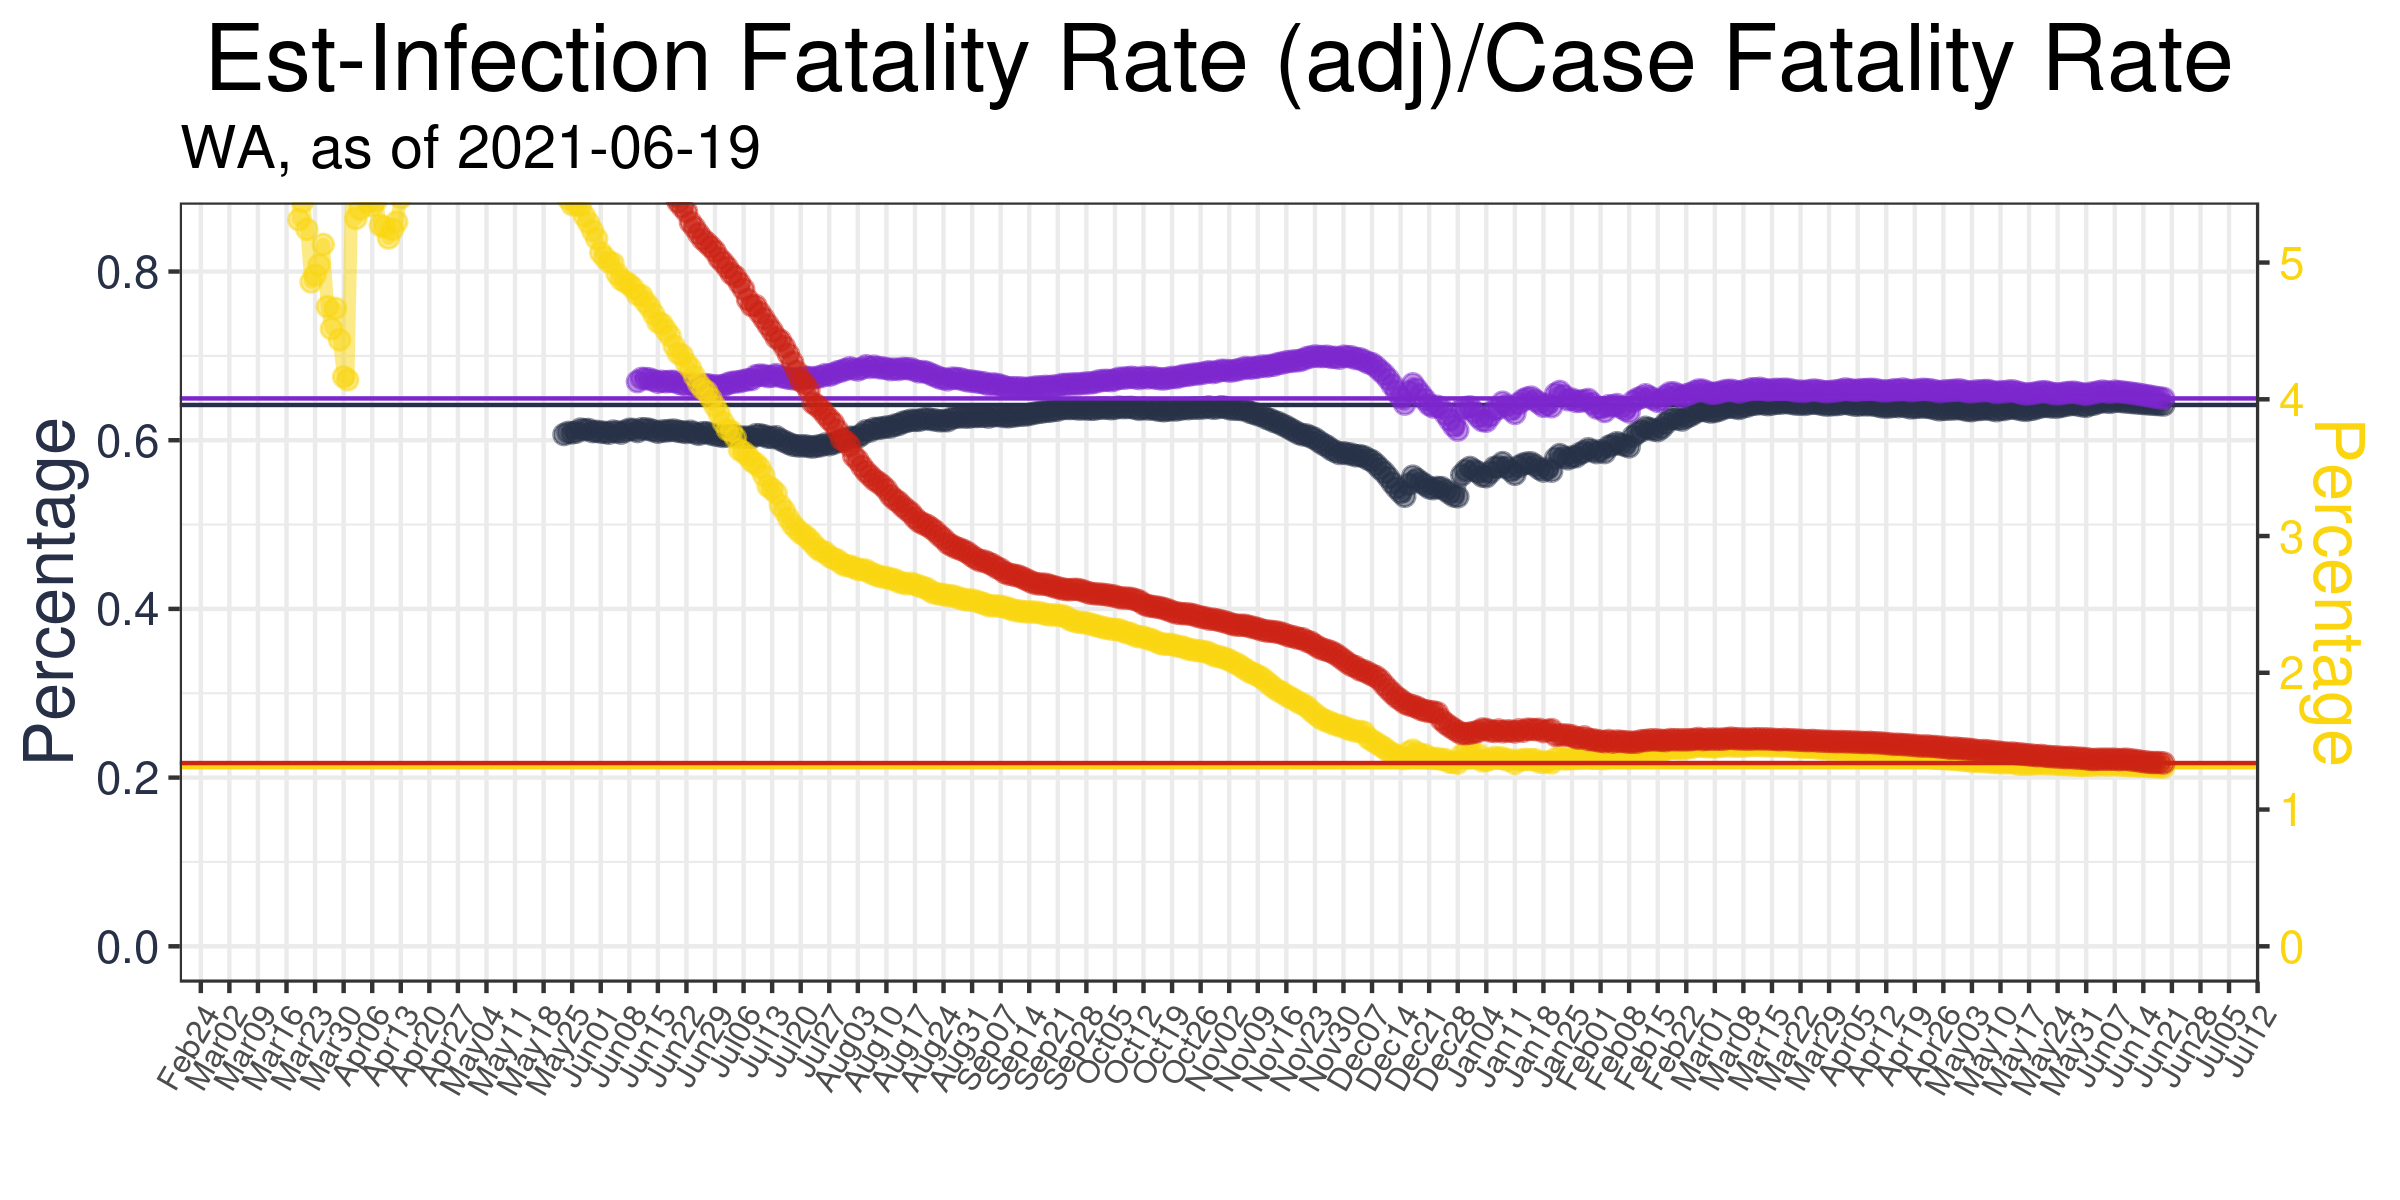 Est-Infection Fatality Rate (adj)/Case Fatality Rate
WA, as of 2021-06-19
Percentage
0.8
0.6
0.4
0.2
0.0
5
4
3
2
1
0
Percentage
Feb24
Mar02
Mar09
Mar16
Mar23
Mar30
Apr06
Apr13
Apr20
Apr27
May04
May11
May18
May25
Jun01
Jun08
Jun15
Jun22
Jun29
Jul06
Jul13
Jul20
Jul27
Aug03
Aug10
Aug17
Aug24
Aug31
Sep07
Sep14
Sep21
Sep28
Oct05
Oct12
Oct19
Oct26
Nov02
Nov09
Nov16
Nov23
Nov30
Dec07
Dec14
Dec21
Dec28
Jan04
Jan11
Jan18
Jan25
Feb01
Feb08
Feb15
Feb22
Mar01
Mar08
Mar15
Mar22
Mar29
Apr05
Apr12
Apr19
Apr26
May03
May10
May17
May24
May31
Jun07
Jun14
Jun21
Jun28
Jul05
Jul12